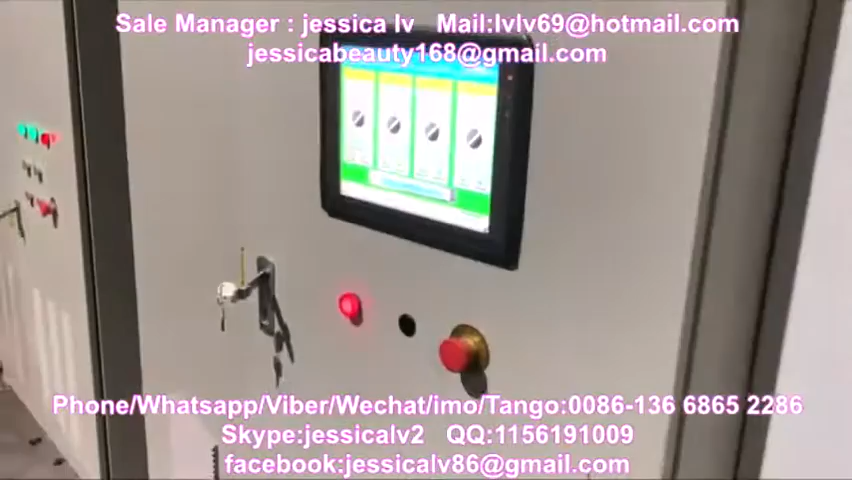 Sale Manager : jessica lv   Mail:lvlv69@hotmail.com
jessicabeauty168@gmail.com
Phone/Whatsapp/Viber/Wechat/imo/Tango:0086-136 6865 2286
Skype:jessicalv2   QQ:1156191009
facebook:jessicalv86@gmail.com